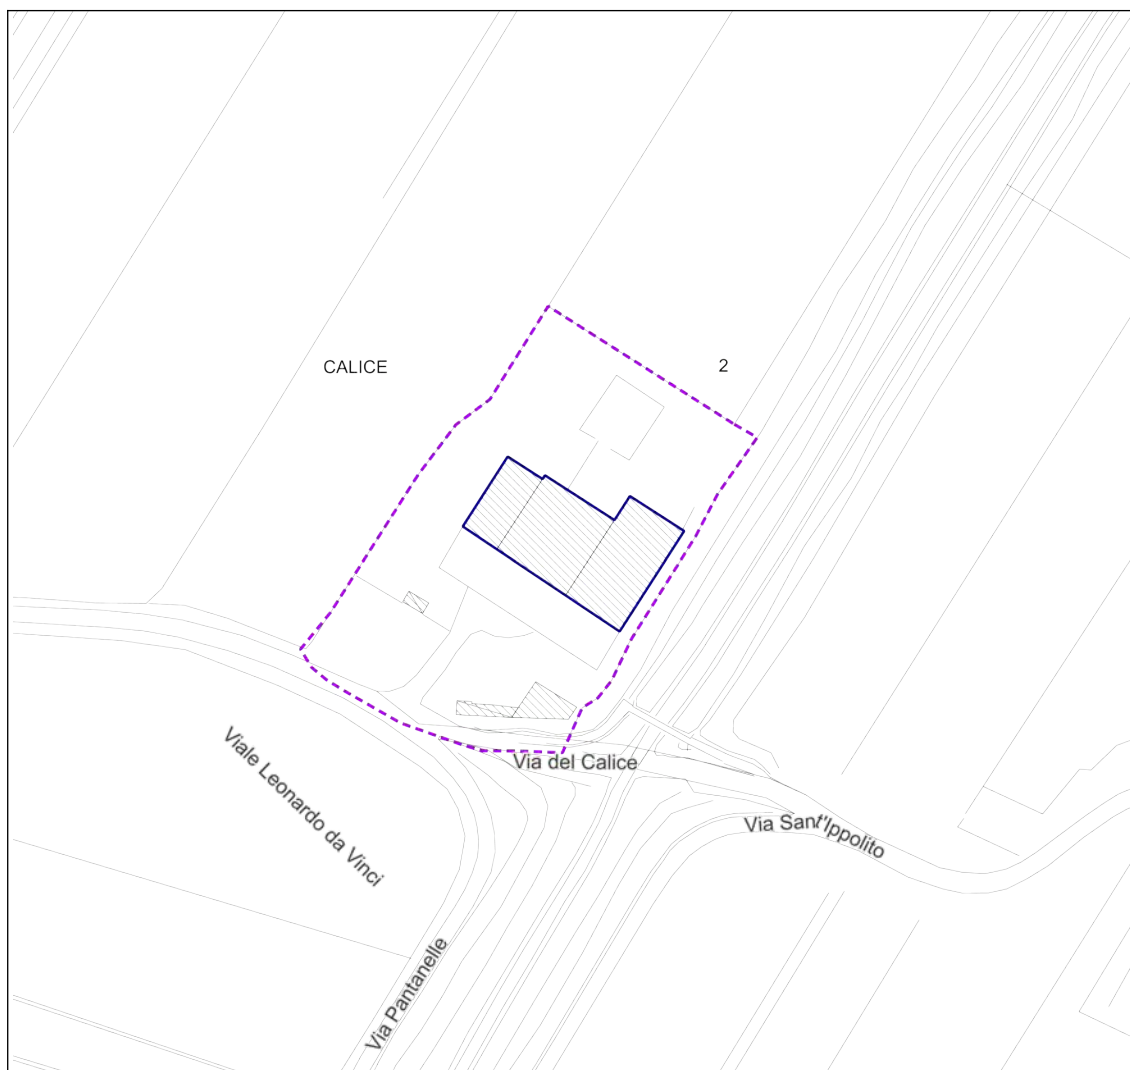 2
CALICE
Viale Leonardo da Vinci
Via del Calice
Via Sant'Ippolito
Via Pantanelle